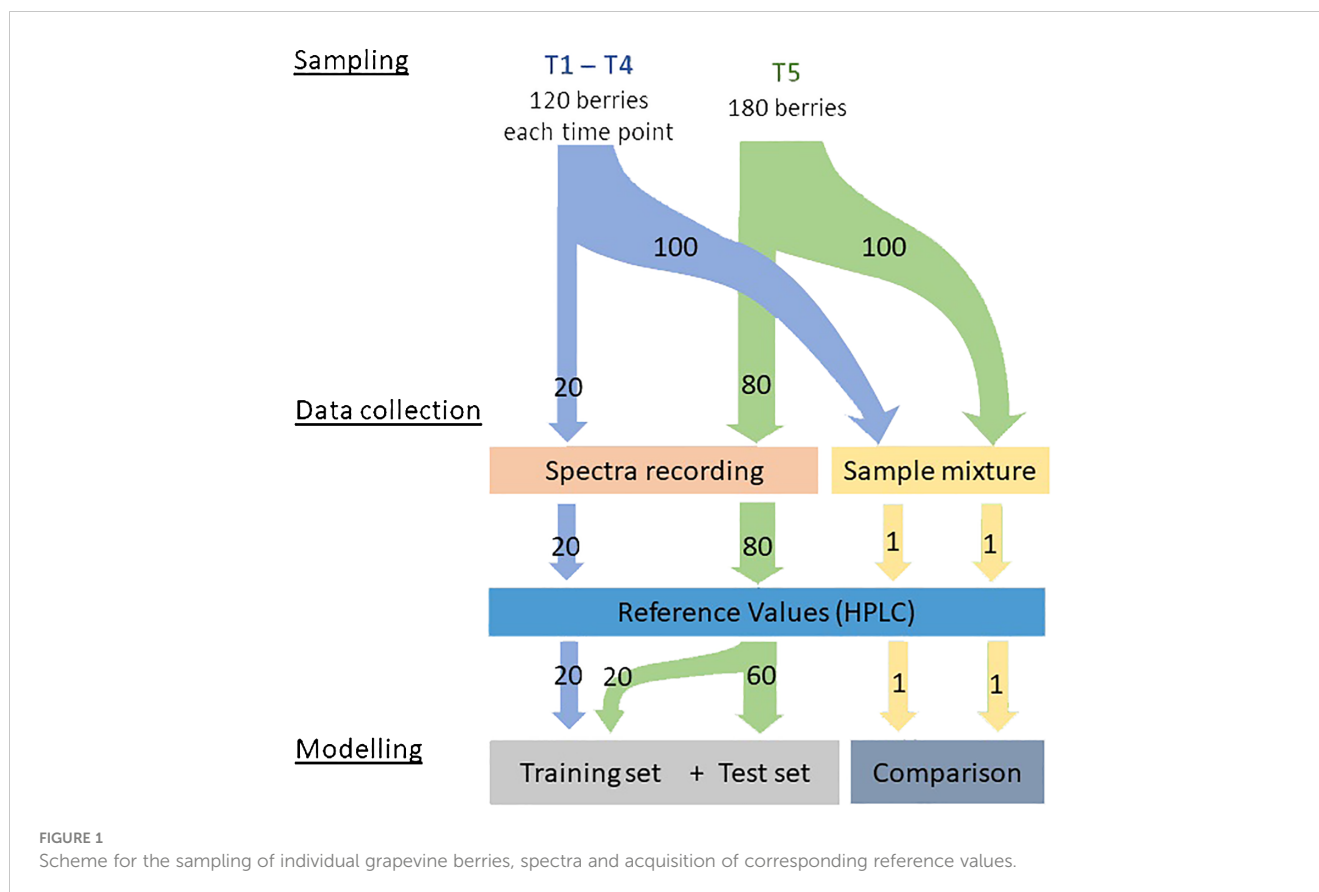 Sampling
T1 – T4
120 berries
each time point
T5
180 berries
100
100
20
80
Data collection
Spectra recording
Sample mixture
20
80
1
1
Reference Values (HPLC)
20
20
60
1
1
Modelling
Training set + Test set
Comparison
FIGURE 1
Scheme for the sampling of individual grapevine berries, spectra and acquisition of corresponding reference values.